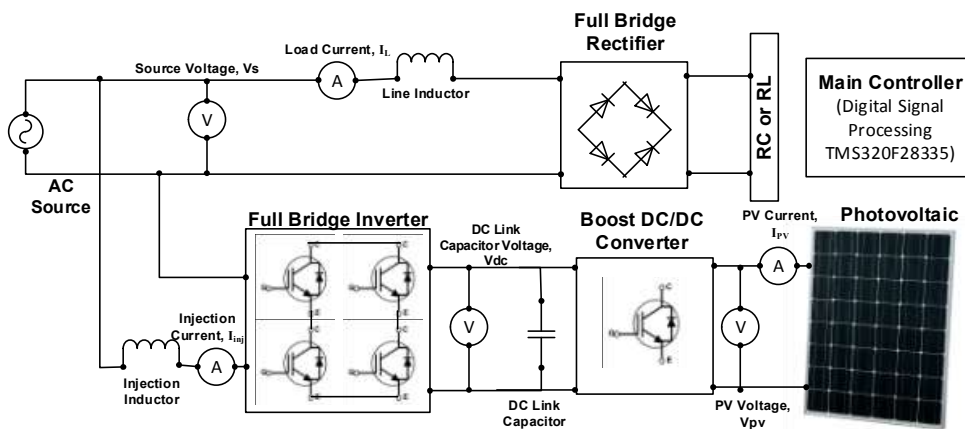 Full Bridge
Rectifier
Load Current, IL
Source Voltage, Vs
A
Line Inductor
V
RC or RL
Main Controller
(Digital Signal
Processing
TMS320F28335)
AC
Source
Full Bridge Inverter
DC Link
Capacitor Voltage,
Vdc
Boost DC/DC
Converter
PV Current,
IPV
Photovoltaic
A
Injection
Current, Iinj
A
Injection
Inductor
V
V
DC Link
Capacitor
PV Voltage,
Vpv
C
E
C
E
C
E
C
E
C
E